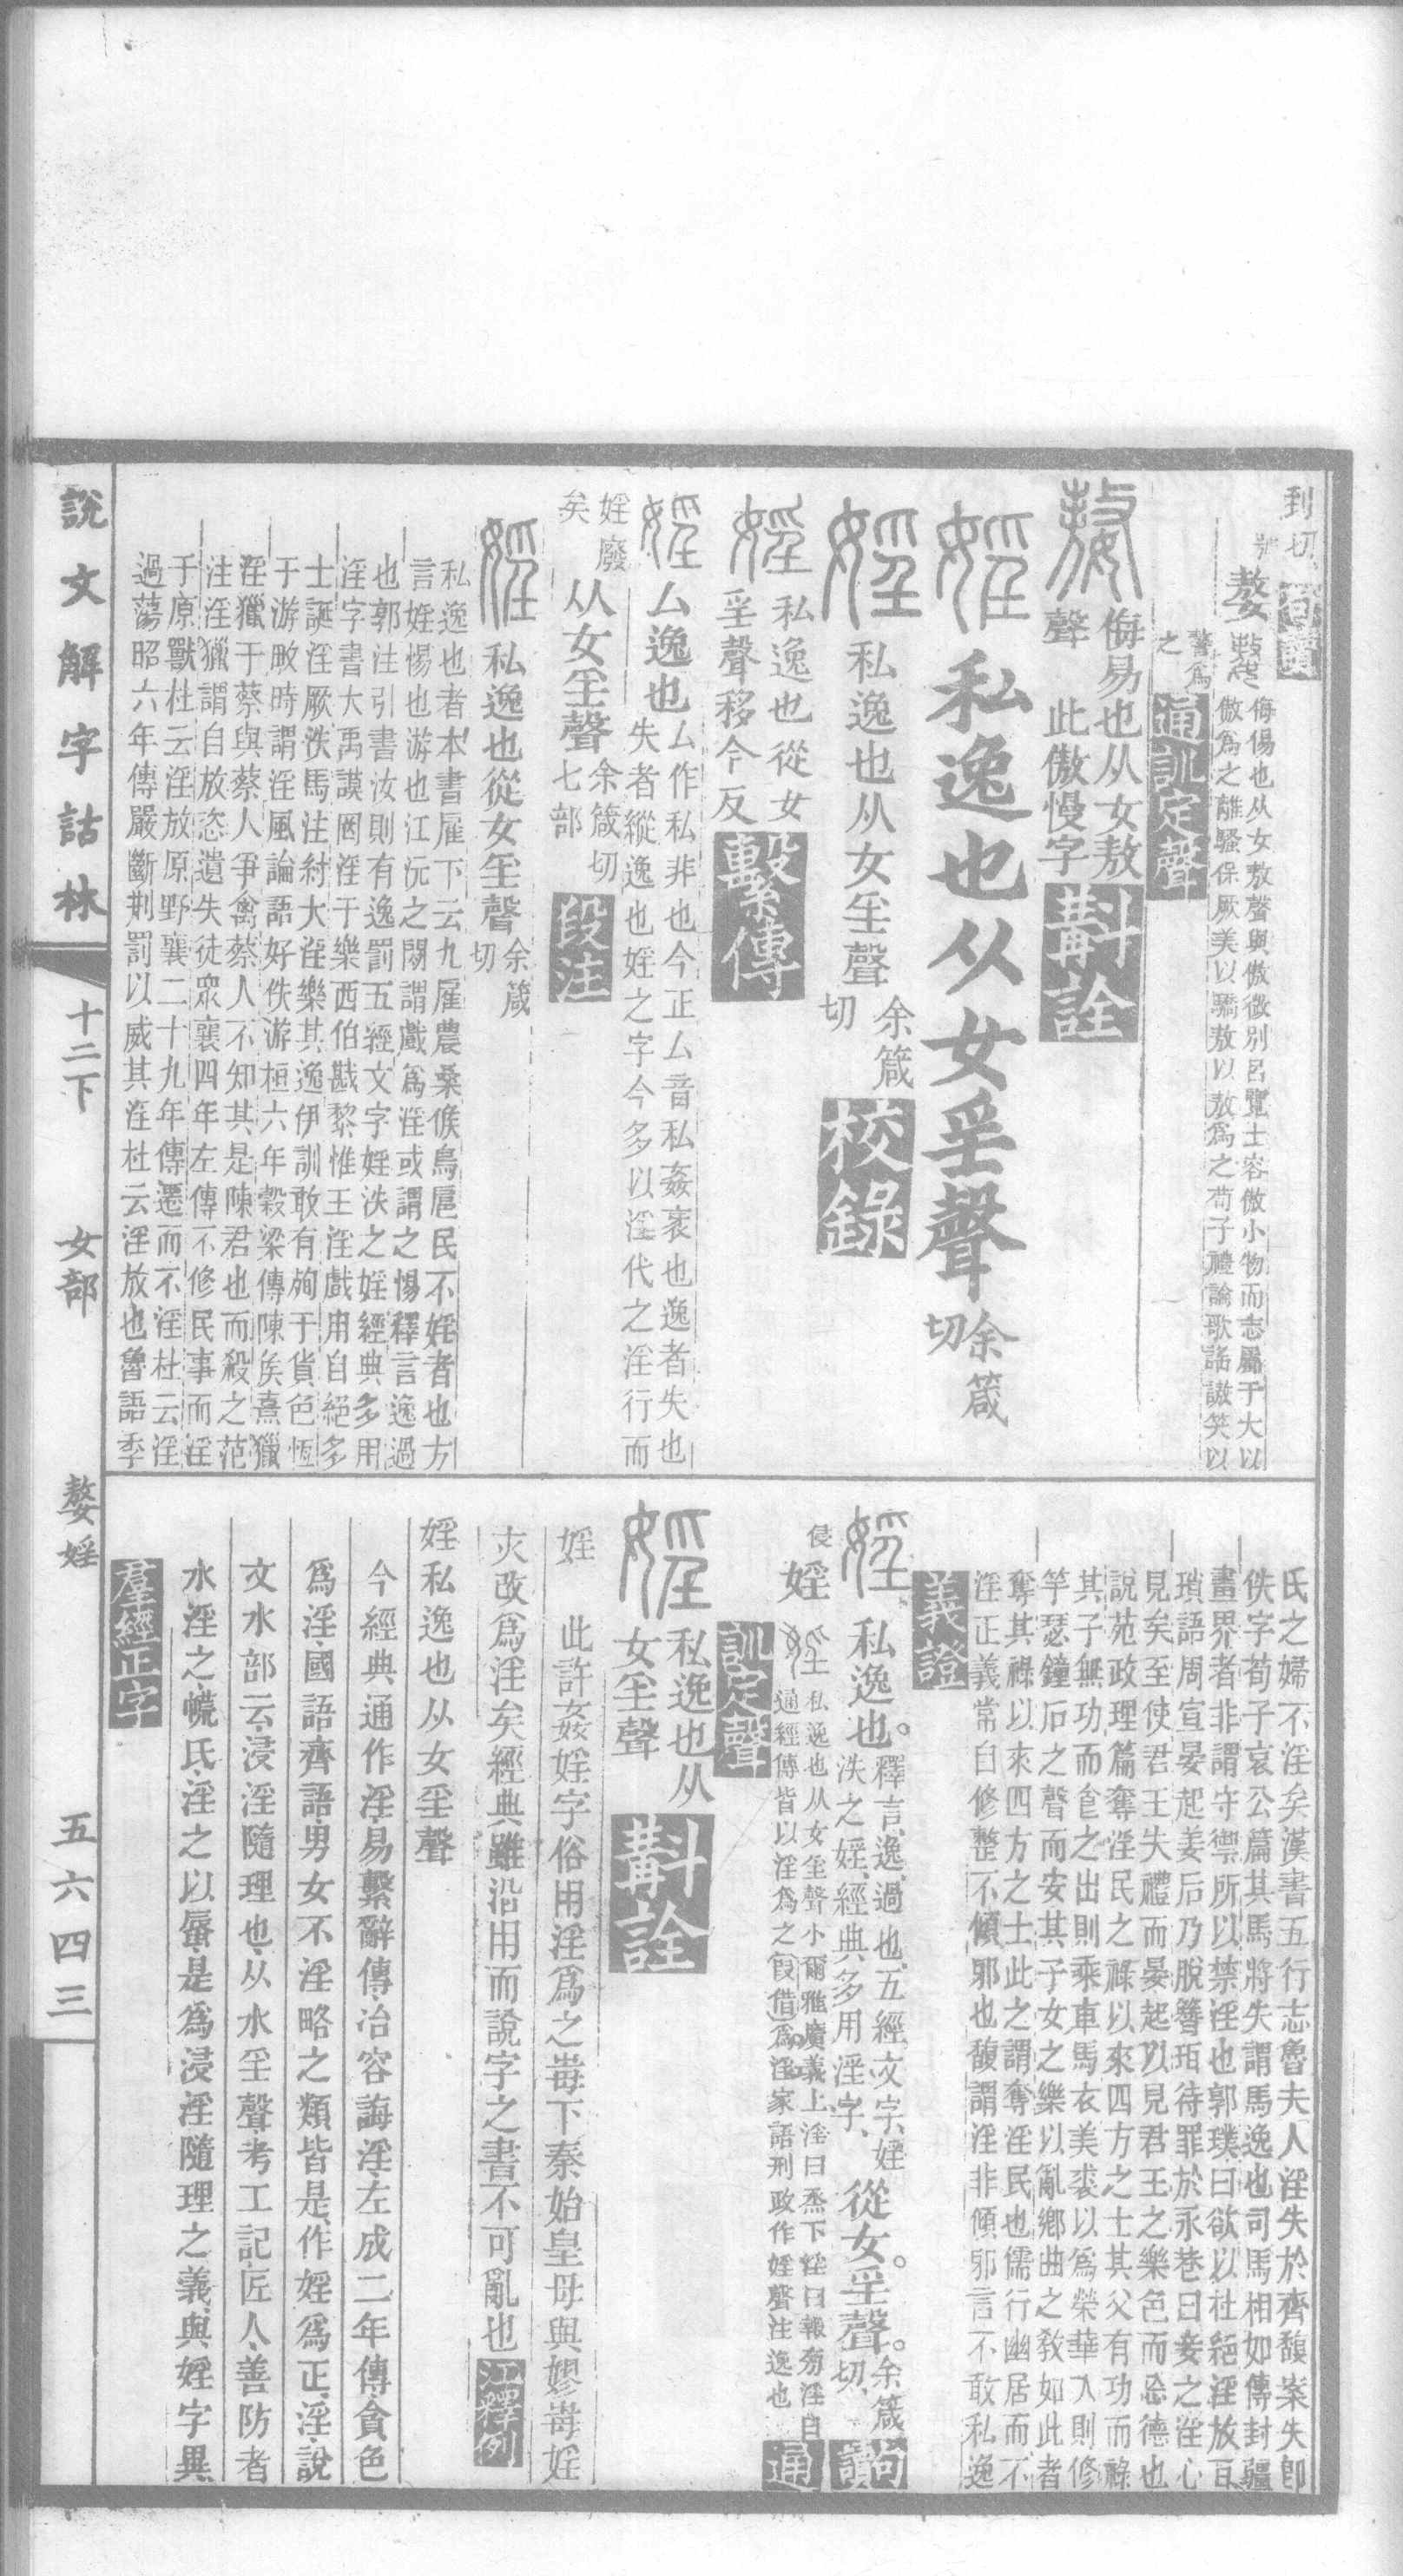 到切
侮傷也从女敖聲與傲微別呂覽士容傲小物而志屬于大以
傲爲之離騷保厥美以驕敖以敖爲之荀子禮論歌謠謸笑以
謷爲
之
通訓定聲
侮易也从女敖
聲 此傲慢字
斠詮
私逸也从女㸒聲
余箴
切
私逸也从女㸒聲
余箴
切
校錄
私逸也從女
㸒聲移今反
繫傳
厶逸也
厶作私非也今正厶音私姦衺也逸者失也
失者縱逸也婬之字今多以淫代之淫行而
婬廢
矣
从女㸒聲
余箴切
七部
段注
私逸也從女㸒聲
余箴
切
私逸也者本書雇下云九雇農桑候鳥扈民不婬者也方
言婬惕也游也江沅之閒謂戲爲淫或謂之惕釋言逸過
也郭注引書汝則有逸罰五經文字婬泆之婬經典多用
淫字書大禹謨罔淫于樂西伯戡黎惟王淫戲用自絕多
士誕淫厥泆馬注紂大淫樂其逸伊訓敢有殉于貨色恆
于游畋時謂淫風論語好佚游桓六年穀梁傳陳矦熹獵
淫獵于蔡與蔡人爭禽蔡人不知其是陳君也而殺之范
注淫獵謂自放恣遺失徒眾襄四年左傳不修民事而淫
于原獸杜云淫放原野襄二十九年傳遷而不淫杜云淫
過蕩昭六年傳嚴斷刑罰以威其淫杜云淫放也魯語季
氏之婦不淫矣漢書五行志魯夫人淫失於齊馥案失卽
佚字荀子哀公篇其馬將失謂馬逸也司馬相如傳封疆
畫界者非謂守禦所以禁淫也郭璞曰欲以杜絕淫放
瑣語周宣晏起姜后乃脫簪珥待罪於永巷曰妾之淫心
見矣至使君王失禮而晏起以見君王之樂色而忘德也
說苑政理篇奪淫民之祿以來四方之士其父有功而祿
其子無功而食之出則乘車馬衣美裘以爲榮華入則修
竽瑟鐘石之聲而安其子女之樂以亂鄉曲之敎如此者
奪其祿以來四方之士此之謂奪淫民也儒行幽居而不
淫正義常自修整不傾邪也馥謂淫非傾邪言不敢私逸
義證
私逸也。
釋言、逸、過也、五經文字、婬
泆之婬、經典多用淫字、
從女。㸒聲。
余箴
切、
句讀
侵
婬
私逸也从女㸒聲小爾雅廣義上淫曰烝下淫曰報旁淫曰
通經傳皆以淫爲之叚借爲淫家語刑政作婬聲注逸也
通訓定聲
私逸也从
女㸒聲
斠詮
婬 此許姦婬字俗用淫爲之毐下秦始皇母與嫪毐婬
灾改爲淫矣經典雖沿用而說字之書不可亂也
江釋例
婬私逸也从女㸒聲
今經典通作淫、易繫辭傳、冶容誨淫、左成二年傳貪色
爲淫、國語齊語、男女不淫略之類皆是、作婬爲正、淫、說
文水部云、浸淫隨理也、从水㸒聲、考工記、匠人、善防者
水淫之、㡛氏、淫之以蜃、是爲浸淫隨理之義、與婬字異、
羣經正字
說文解字詁林
十二下
女部
嫯婬
五六四三